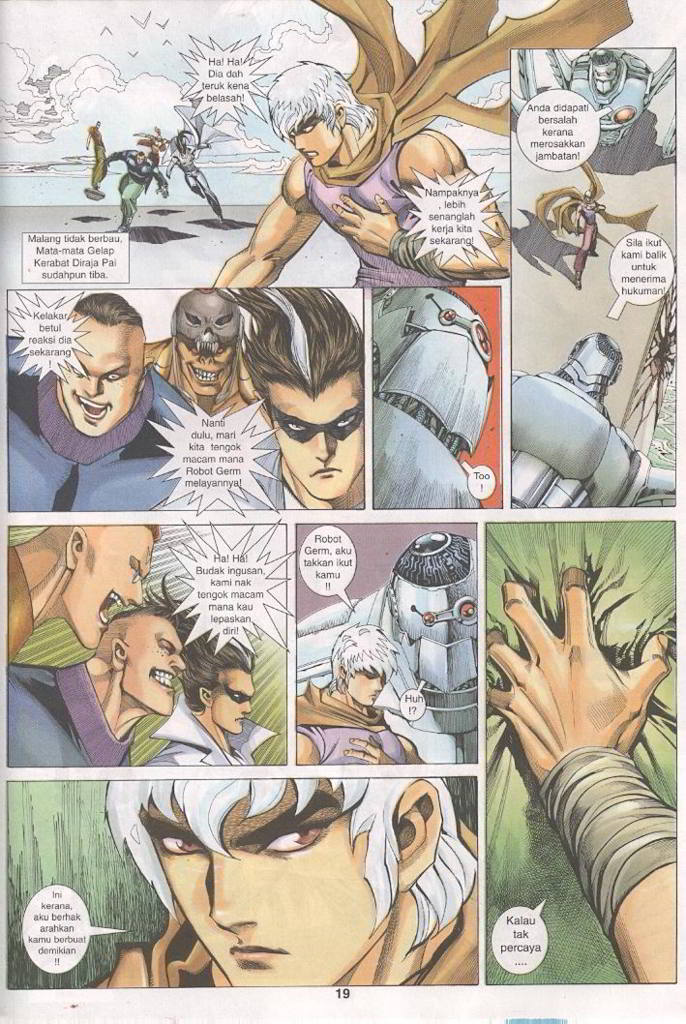 Ha! Ha!
Dia dah
teruk kena
belasah!
Nampaknya
, lebih
senanglah
kerja kita
sekarang!
Malang tidak berbau,
Mata-mata Gelap
Kerabat Diraja Pai
sudahpun tiba.
Anda didapati
bersalah
kerana
merosakkan
jambatan!
Sila ikut
kami balik
untuk
menerima
hukuman!
Kelakar
betul
reaksi dia
sekarang
!
Nanti
dulu, mari
kita tengok
macam mana
Robot Germ
melayannya!
Too
!
Ha! Ha!
Budak ingusan,
kami nak
tengok macam
mana kau
lepaskan
diri!
Robot
Germ, aku
takkan ikut
kamu !!
Huh
!?
Kalau
tak
percaya
....
Ini
kerana,
aku berhak
arahkan
kamu berbuat
demikian
!!
19